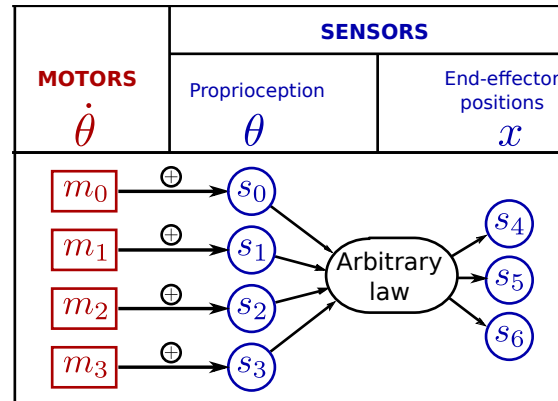 SENSORS
MOTORS
Proprioception
End-effector
positions
θ̇
θ
x
m₀ ⊕ s₀
m₁ ⊕ s₁
m₂ ⊕ s₂
m₃ ⊕ s₃
Arbitrary
law
s₄
s₅
s₆